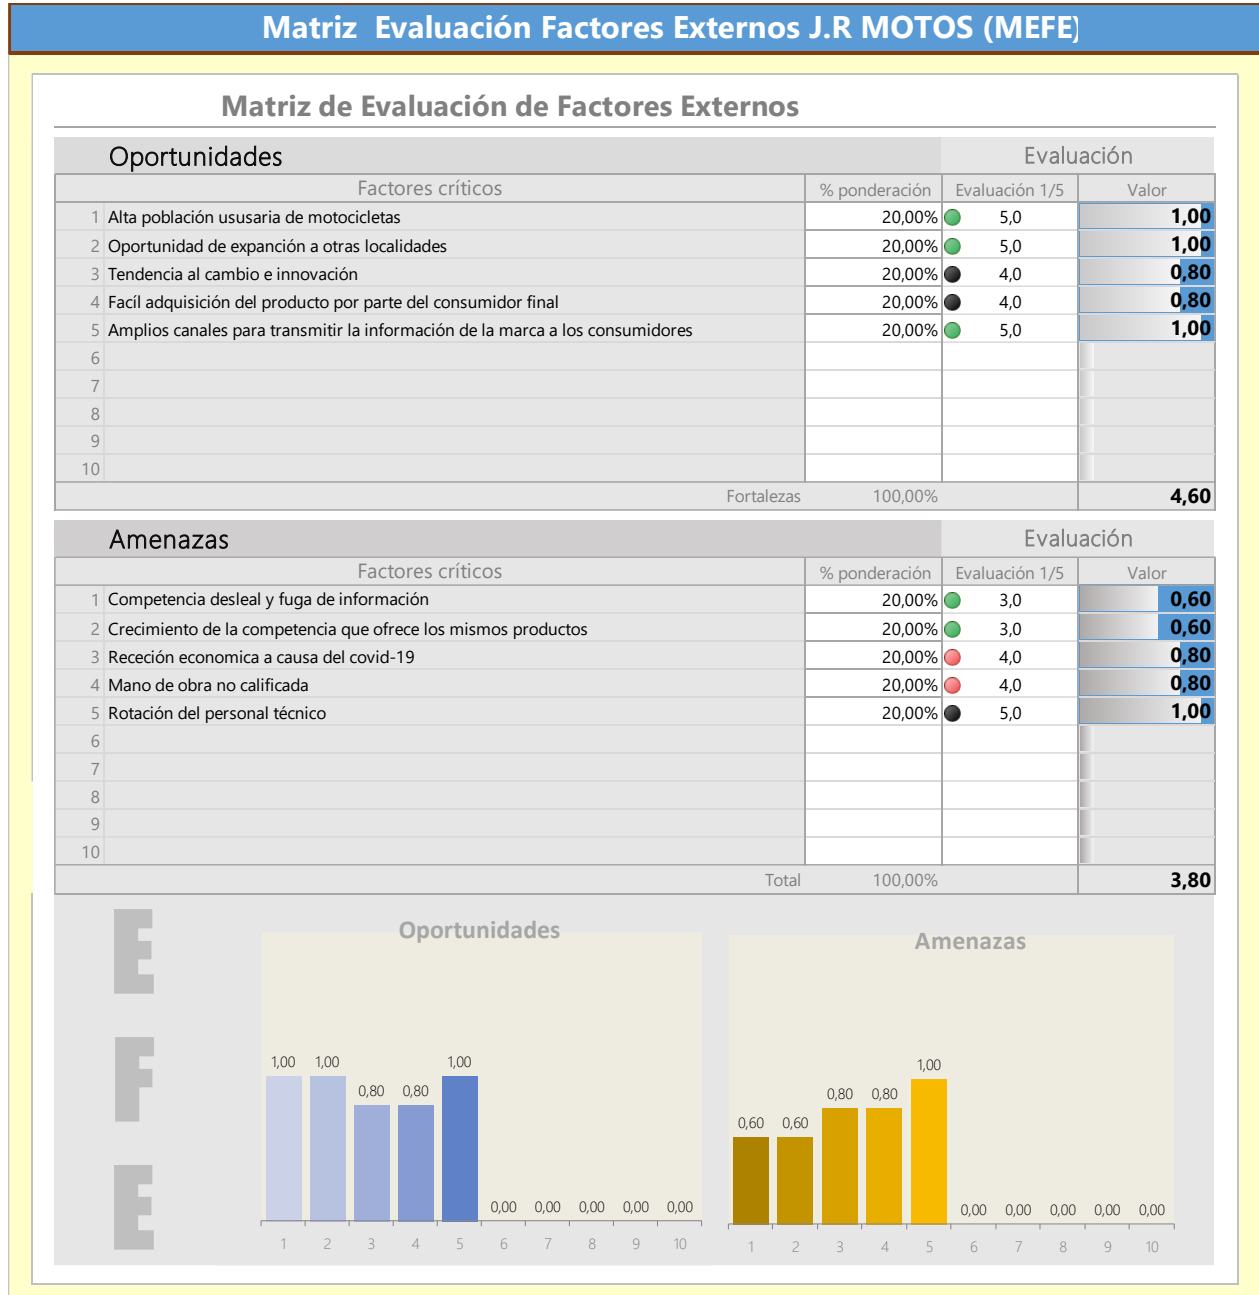 Matriz  Evaluación Factores Externos J.R MOTOS (MEFE)
Matriz de Evaluación de Factores Externos
Oportunidades Evaluación
Factores críticos % ponderación Evaluación 1/5 Valor
1 Alta población ususaria de motocicletas 20,00% 5,0 1,00
2 Oportunidad de expanción a otras localidades 20,00% 5,0 1,00
3 Tendencia al cambio e innovación 20,00% 4,0 0,80
4 Facíl adquisición del producto por parte del consumidor final 20,00% 4,0 0,80
5 Amplios canales para transmitir la información de la marca a los consumidores 20,00% 5,0 1,00
6
7
8
9
10
Fortalezas 100,00% 4,60
Amenazas Evaluación
Factores críticos % ponderación Evaluación 1/5 Valor
1 Competencia desleal y fuga de información 20,00% 3,0 0,60
2 Crecimiento de la competencia que ofrece los mismos productos 20,00% 3,0 0,60
3 Receción economica a causa del covid-19 20,00% 4,0 0,80
4 Mano de obra no calificada 20,00% 4,0 0,80
5 Rotación del personal técnico 20,00% 5,0 1,00
6
7
8
9
10
Total 100,00% 3,80
E
F
E
Oportunidades
1,00 1,00 0,80 0,80 1,00 0,00 0,00 0,00 0,00 0,00
1 2 3 4 5 6 7 8 9 10
Amenazas
0,60 0,60 0,80 0,80 1,00 0,00 0,00 0,00 0,00 0,00
1 2 3 4 5 6 7 8 9 10